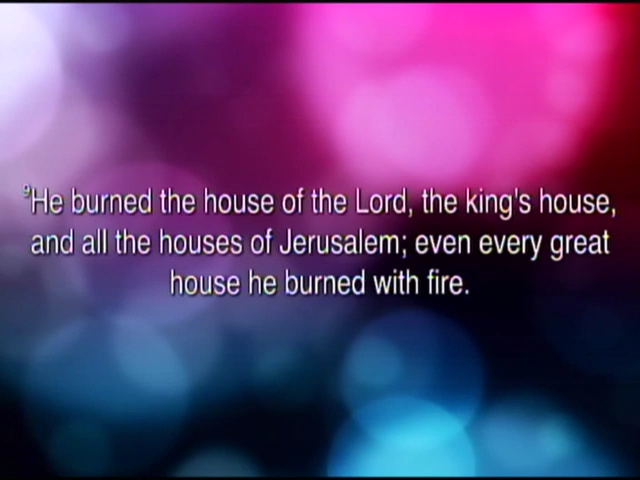 ⁹He burned the house of the Lord, the king's house,
and all the houses of Jerusalem; even every great
house he burned with fire.